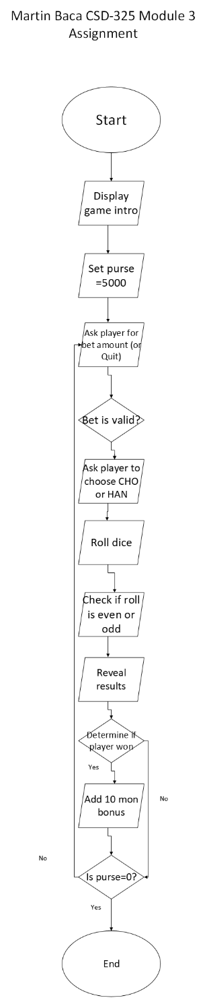 Martin Baca CSD-325 Module 3
Assignment
Start
Display
game intro
Set purse
=5000
Ask player for
bet amount (or
Quit)
Bet is valid?
Ask player to
choose CHO
or HAN
Roll dice
Check if roll
is even or
odd
Reveal
results
Determine if
player won
Yes
Add 10 mon
bonus
No
No
Is purse=0?
Yes
End